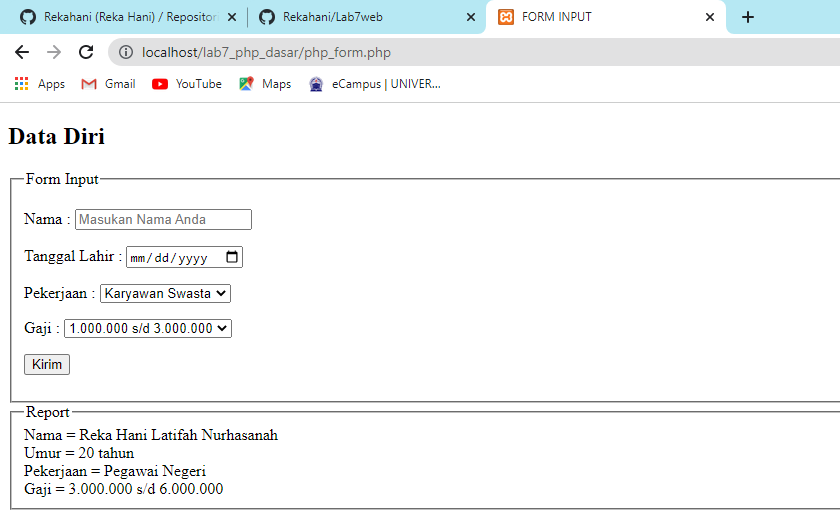 Rekahani (Reka Hani) / Repositor
Rekahani/Lab7web
FORM INPUT
localhost/lab7_php_dasar/php_form.php
Apps
Gmail
YouTube
Maps
eCampus | UNIVER...
Data Diri
Form Input
Nama : Masukan Nama Anda
Tanggal Lahir : mm/dd/yyyy
Pekerjaan : Karyawan Swasta
Gaji : 1.000.000 s/d 3.000.000
Kirim
Report
Nama = Reka Hani Latifah Nurhasanah
Umur = 20 tahun
Pekerjaan = Pegawai Negeri
Gaji = 3.000.000 s/d 6.000.000